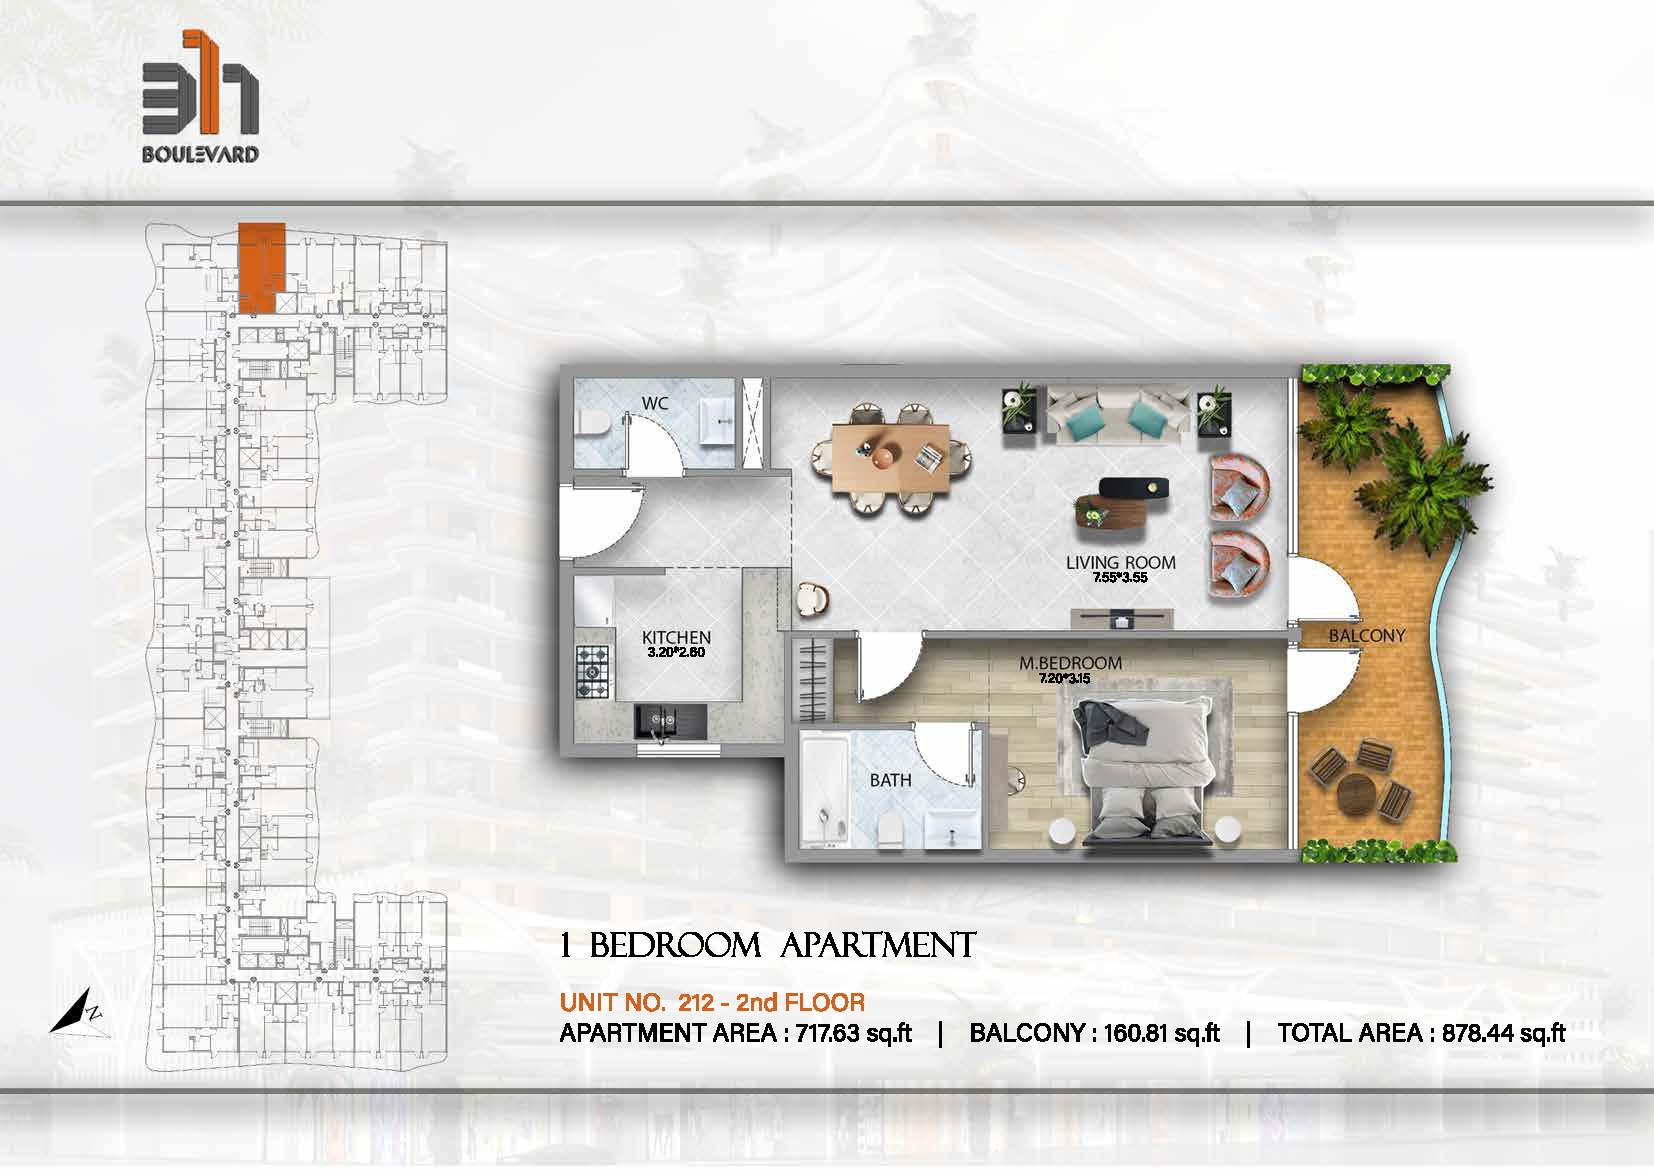 311
BOULEVARD
WC
LIVING ROOM
7.55*3.55
KITCHEN
3.20*2.60
BALCONY
M.BEDROOM
7.20*3.15
BATH
N
1 BEDROOM APARTMENT
UNIT NO. 212 - 2nd FLOOR
APARTMENT AREA : 717.63 sq.ft | BALCONY : 160.81 sq.ft | TOTAL AREA : 878.44 sq.ft